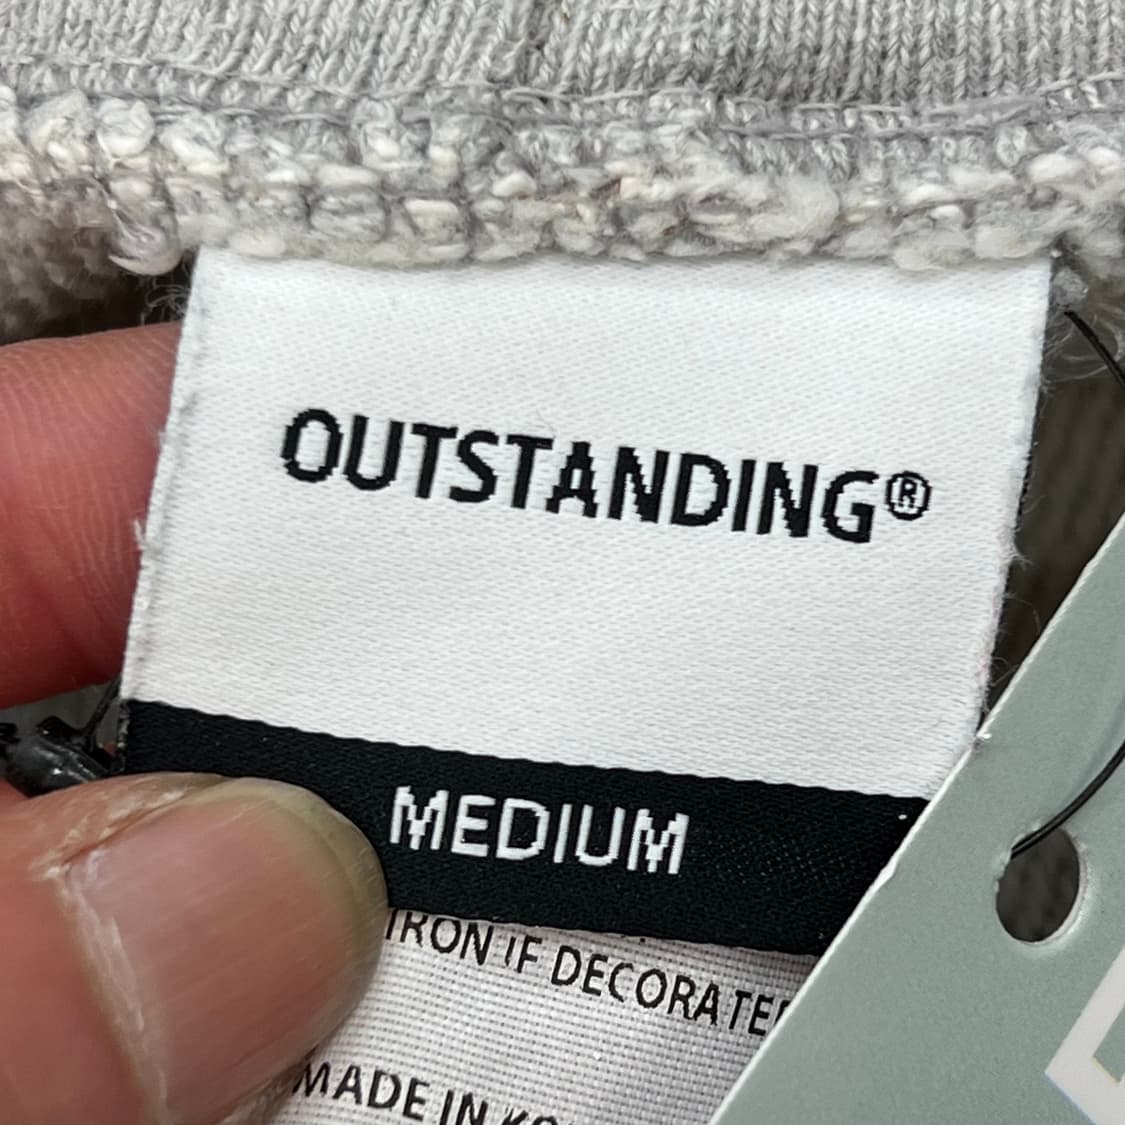 OUTSTANDING®
MEDIUM
IRON IF DECORATED
MADE IN